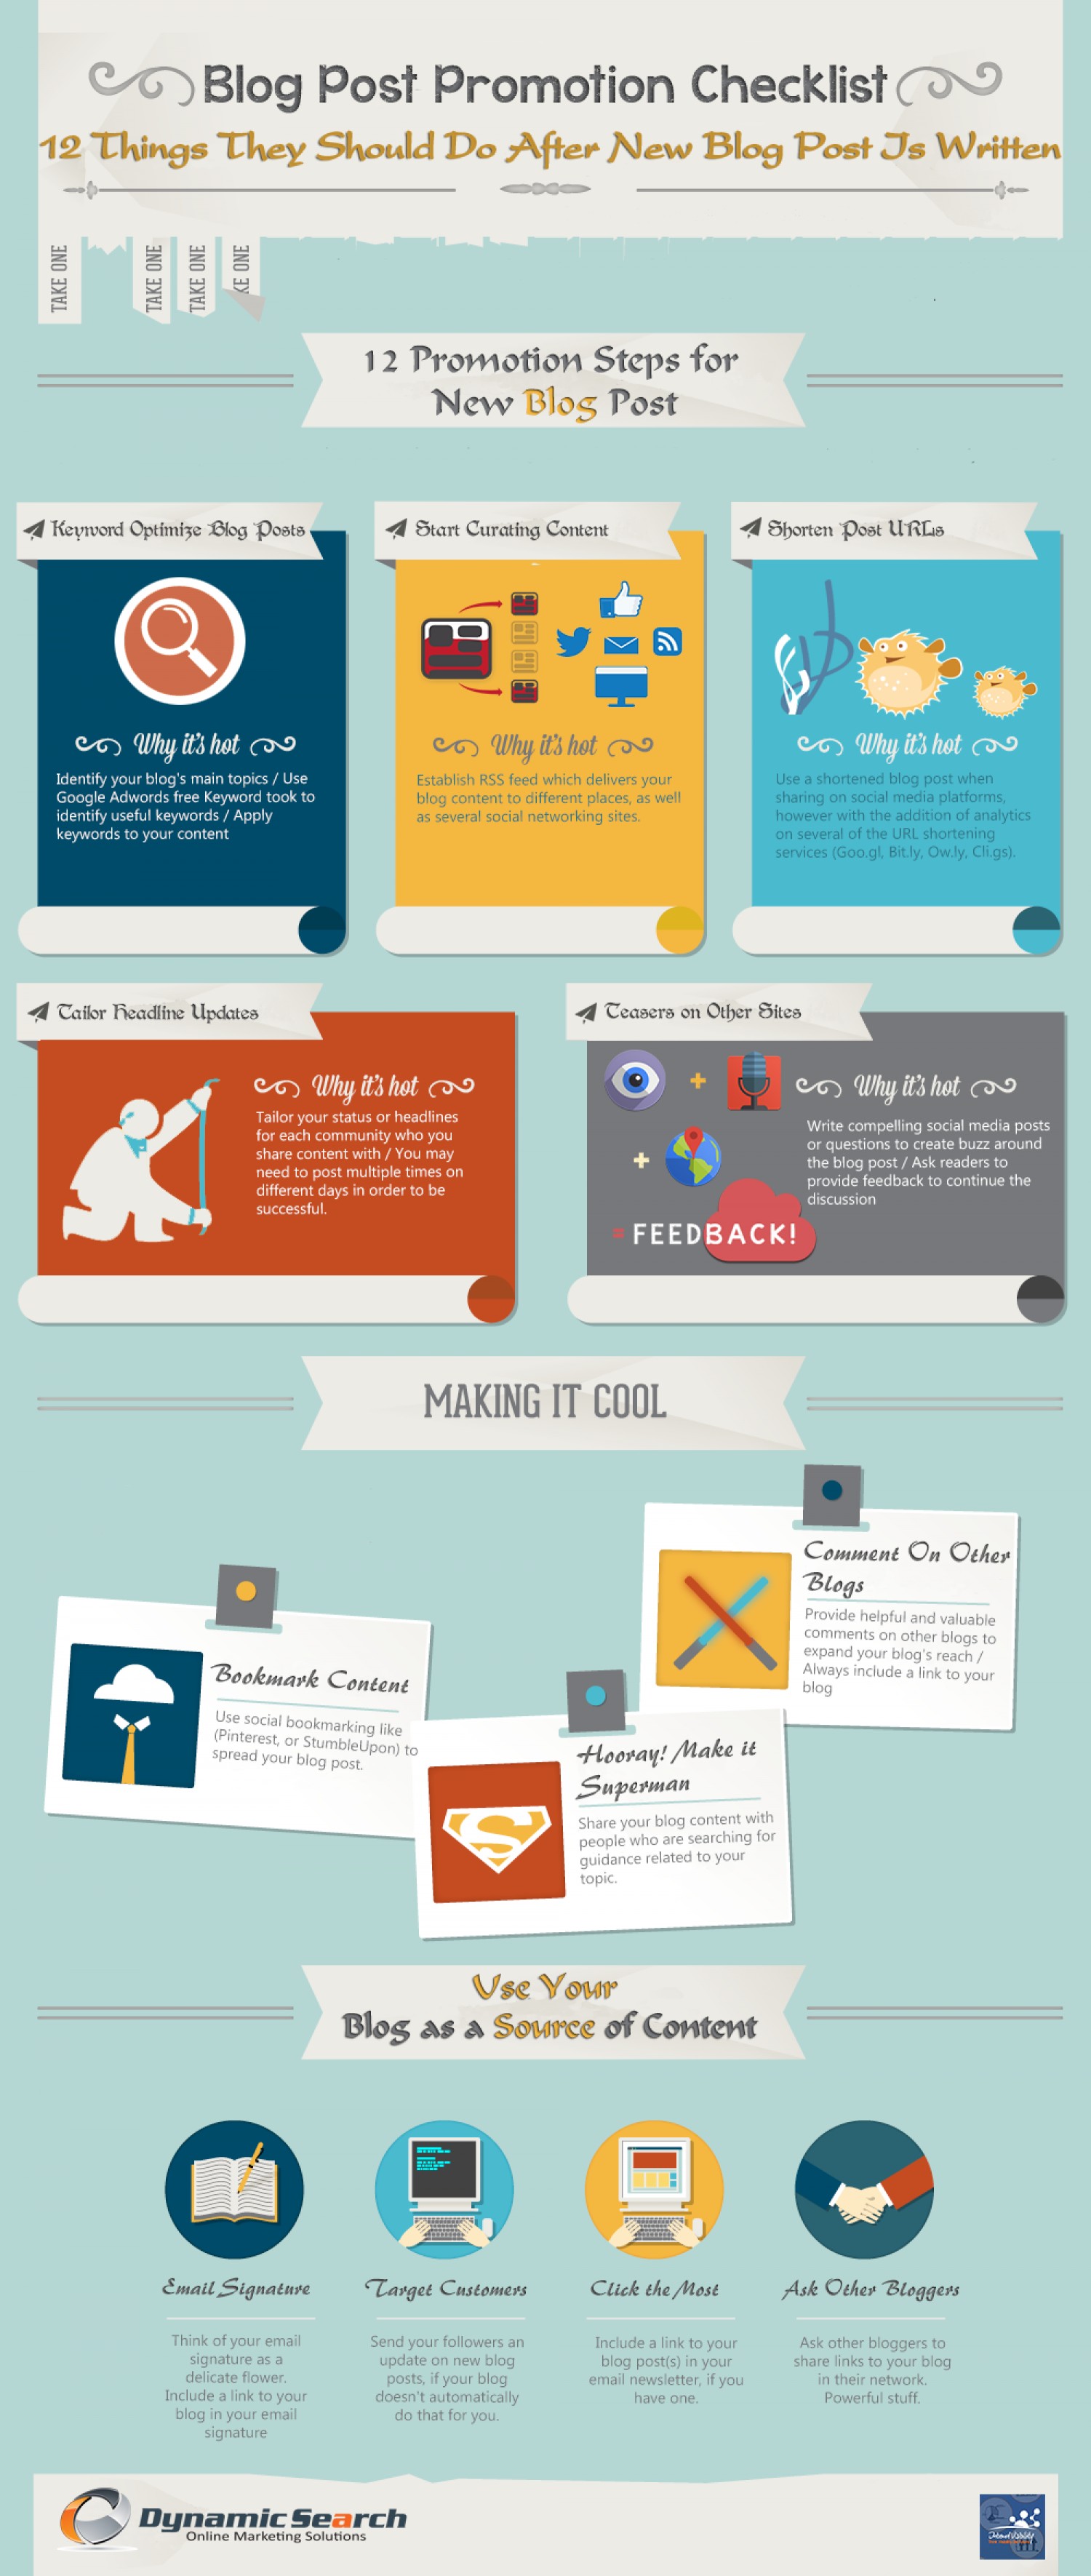 Blog Post Promotion Checklist
12 Things They Should Do After New Blog Post Is Written
TAKE ONE
TAKE ONE
TAKE ONE
KE ONE
12 Promotion Steps for
New Blog Post
Keyword Optimize Blog Posts
Why it's hot
Identify your blog's main topics / Use
Google Adwords free Keyword took to
identify useful keywords / Apply
keywords to your content
Start Curating Content
Why it's hot
Establish RSS feed which delivers your
blog content to different places, as well
as several social networking sites.
Shorten Post URLs
Why it's hot
Use a shortened blog post when
sharing on social media platforms,
however with the addition of analytics
on several of the URL shortening
services (Goo.gl, Bit.ly, Ow.ly, Cli.gs).
Tailor Headline Updates
Why it's hot
Tailor your status or headlines
for each community who you
share content with / You may
need to post multiple times on
different days in order to be
successful.
Teasers on Other Sites
+
+
= FEEDBACK!
Why it's hot
Write compelling social media posts
or questions to create buzz around
the blog post / Ask readers to
provide feedback to continue the
discussion
MAKING IT COOL
Comment On Other
Blogs
Provide helpful and valuable
comments on other blogs to
expand your blog's reach /
Always include a link to your
blog
Bookmark Content
Use social bookmarking like
(Pinterest, or StumbleUpon) to
spread your blog post.
Hooray! Make it
Superman
Share your blog content with
people who are searching for
guidance related to your
topic.
S
Use Your
Blog as a Source of Content
Email Signature
Think of your email
signature as a
delicate flower.
Include a link to your
blog in your email
signature
Target Customers
Send your followers an
update on new blog
posts, if your blog
doesn't automatically
do that for you.
Click the Most
Include a link to your
blog post(s) in your
email newsletter, if you
have one.
Ask Other Bloggers
Ask other bloggers to
share links to your blog
in their network.
Powerful stuff.
Dynamic Search
Online Marketing Solutions